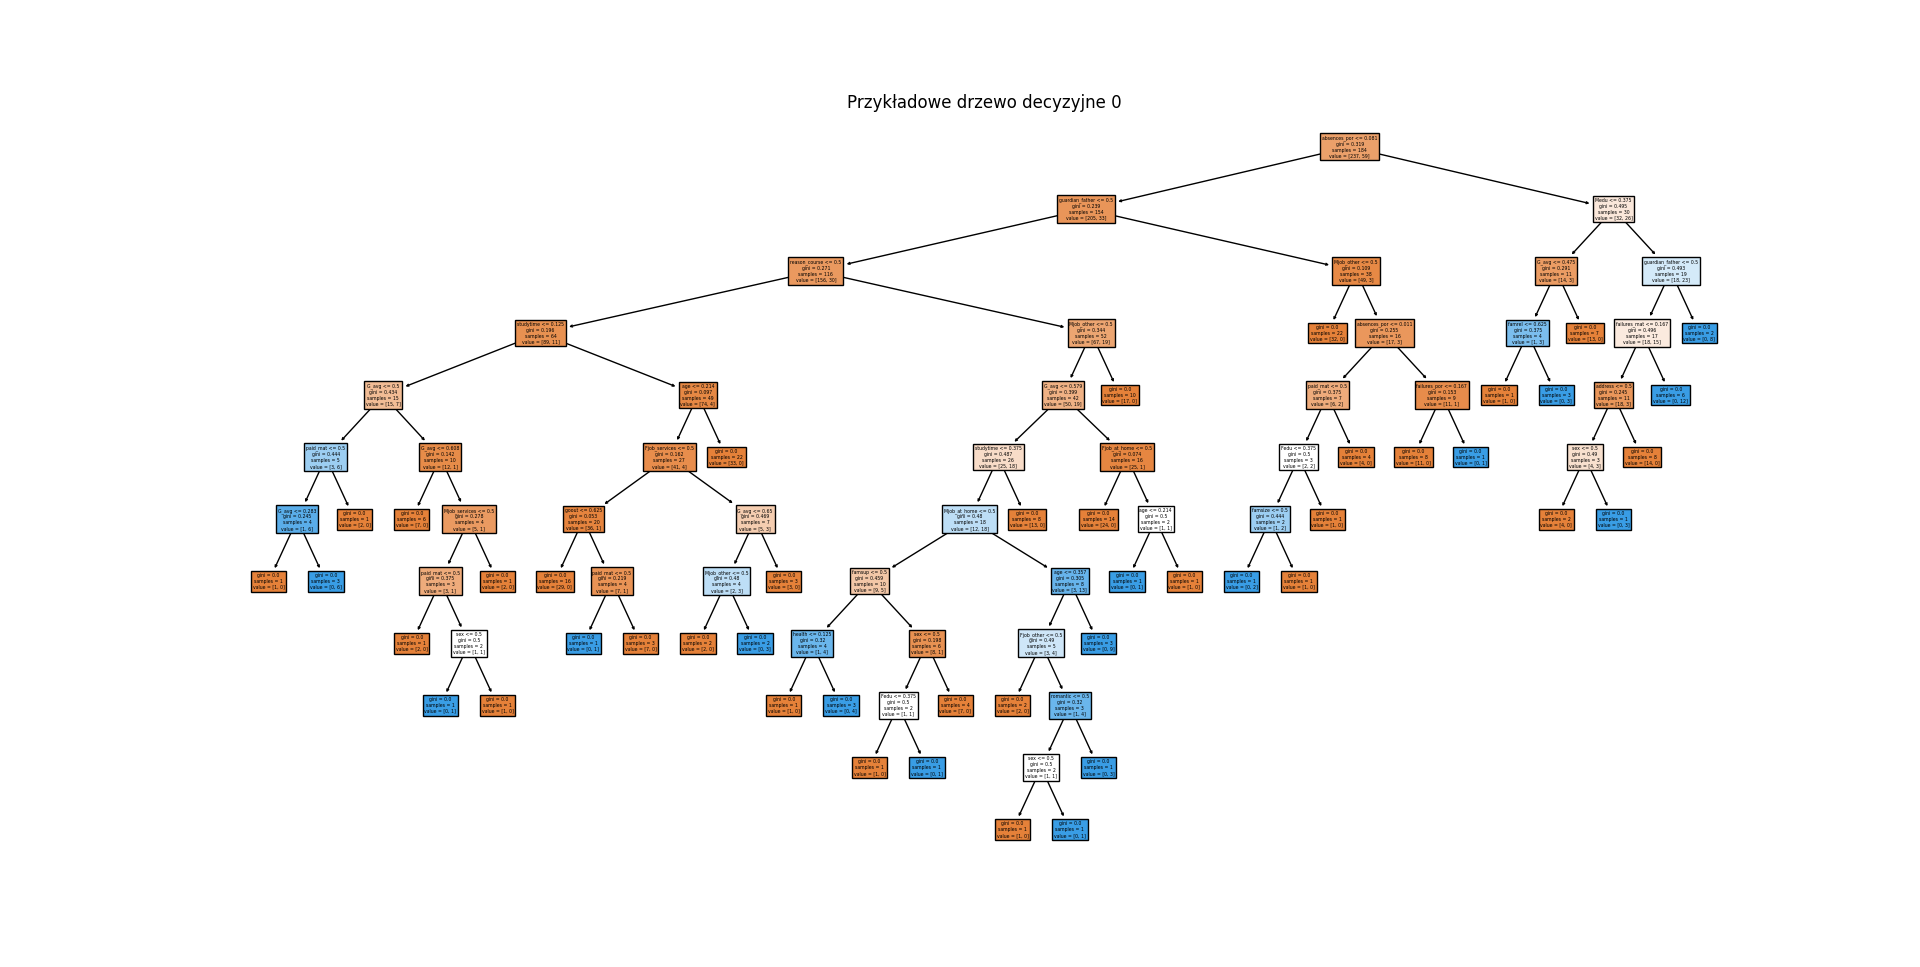 Przykładowe drzewo decyzyjne 0
absences_por <= 0.081
gini = 0.319
samples = 184
value = [237, 59]
guardian_father <= 0.5
gini = 0.239
samples = 154
value = [205, 33]
Medu <= 0.375
gini = 0.495
samples = 30
value = [32, 26]
reason_course <= 0.5
gini = 0.271
samples = 116
value = [156, 30]
Mjob_other <= 0.5
gini = 0.109
samples = 38
value = [49, 3]
G_avg <= 0.475
gini = 0.291
samples = 11
value = [14, 3]
guardian_father <= 0.5
gini = 0.493
samples = 19
value = [18, 23]
studytime <= 0.125
gini = 0.196
samples = 64
value = [89, 11]
Mjob_other <= 0.5
gini = 0.344
samples = 52
value = [67, 19]
gini = 0.0
samples = 22
value = [32, 0]
absences_por <= 0.011
gini = 0.255
samples = 16
value = [17, 3]
famrel <= 0.625
gini = 0.375
samples = 4
value = [1, 3]
gini = 0.0
samples = 7
value = [13, 0]
failures_mat <= 0.167
gini = 0.496
samples = 17
value = [18, 15]
gini = 0.0
samples = 2
value = [0, 8]
G_avg <= 0.5
gini = 0.434
samples = 15
value = [15, 7]
age <= 0.214
gini = 0.097
samples = 49
value = [74, 4]
G_avg <= 0.579
gini = 0.399
samples = 42
value = [50, 19]
gini = 0.0
samples = 10
value = [17, 0]
paid_mat <= 0.5
gini = 0.375
samples = 7
value = [6, 2]
failures_por <= 0.167
gini = 0.153
samples = 9
value = [11, 1]
gini = 0.0
samples = 1
value = [1, 0]
gini = 0.0
samples = 3
value = [0, 3]
address <= 0.5
gini = 0.245
samples = 11
value = [18, 3]
gini = 0.0
samples = 6
value = [0, 12]
paid_mat <= 0.5
gini = 0.444
samples = 5
value = [3, 6]
G_avg <= 0.608
gini = 0.142
samples = 10
value = [12, 1]
Fjob_services <= 0.5
gini = 0.162
samples = 27
value = [41, 4]
gini = 0.0
samples = 22
value = [33, 0]
studytime <= 0.375
gini = 0.487
samples = 26
value = [25, 18]
Fjob_at_home <= 0.5
gini = 0.074
samples = 16
value = [25, 1]
Fedu <= 0.375
gini = 0.5
samples = 3
value = [2, 2]
gini = 0.0
samples = 4
value = [4, 0]
gini = 0.0
samples = 8
value = [11, 0]
gini = 0.0
samples = 1
value = [0, 1]
sex <= 0.5
gini = 0.49
samples = 3
value = [4, 3]
gini = 0.0
samples = 8
value = [14, 0]
G_avg <= 0.283
gini = 0.245
samples = 4
value = [1, 6]
gini = 0.0
samples = 1
value = [2, 0]
gini = 0.0
samples = 6
value = [7, 0]
Mjob_services <= 0.5
gini = 0.278
samples = 4
value = [5, 1]
goout <= 0.625
gini = 0.053
samples = 20
value = [36, 1]
G_avg <= 0.65
gini = 0.469
samples = 7
value = [5, 3]
Mjob_at_home <= 0.5
gini = 0.48
samples = 18
value = [12, 18]
gini = 0.0
samples = 8
value = [13, 0]
gini = 0.0
samples = 14
value = [24, 0]
age <= 0.214
gini = 0.5
samples = 2
value = [1, 1]
famsize <= 0.5
gini = 0.444
samples = 2
value = [1, 2]
gini = 0.0
samples = 1
value = [1, 0]
gini = 0.0
samples = 2
value = [4, 0]
gini = 0.0
samples = 1
value = [0, 3]
gini = 0.0
samples = 1
value = [1, 0]
gini = 0.0
samples = 3
value = [0, 6]
paid_mat <= 0.375
gini = 0.375
samples = 3
value = [3, 1]
gini = 0.0
samples = 1
value = [2, 0]
gini = 0.0
samples = 16
value = [29, 0]
paid_mat <= 0.5
gini = 0.219
samples = 4
value = [7, 1]
Mjob_other <= 0.5
gini = 0.48
samples = 4
value = [2, 3]
gini = 0.0
samples = 3
value = [3, 0]
famsup <= 0.5
gini = 0.459
samples = 10
value = [9, 5]
age <= 0.357
gini = 0.305
samples = 8
value = [3, 13]
gini = 0.0
samples = 1
value = [0, 1]
gini = 0.0
samples = 1
value = [1, 0]
gini = 0.0
samples = 1
value = [0, 2]
gini = 0.0
samples = 1
value = [1, 0]
gini = 0.0
samples = 1
value = [2, 0]
sex <= 0.5
gini = 0.5
samples = 2
value = [1, 1]
gini = 0.0
samples = 1
value = [0, 1]
gini = 0.0
samples = 3
value = [7, 0]
gini = 0.0
samples = 2
value = [2, 0]
gini = 0.0
samples = 2
value = [0, 3]
health <= 0.125
gini = 0.32
samples = 4
value = [1, 4]
sex <= 0.5
gini = 0.198
samples = 6
value = [8, 1]
Fjob_other <= 0.5
gini = 0.49
samples = 5
value = [3, 4]
gini = 0.0
samples = 3
value = [0, 9]
gini = 0.0
samples = 1
value = [0, 1]
gini = 0.0
samples = 1
value = [1, 0]
gini = 0.0
samples = 1
value = [1, 0]
gini = 0.0
samples = 3
value = [0, 4]
Fedu <= 0.375
gini = 0.5
samples = 2
value = [1, 1]
gini = 0.0
samples = 4
value = [7, 0]
gini = 0.0
samples = 2
value = [2, 0]
romantic <= 0.5
gini = 0.32
samples = 3
value = [1, 4]
gini = 0.0
samples = 1
value = [1, 0]
gini = 0.0
samples = 1
value = [0, 1]
sex <= 0.5
gini = 0.5
samples = 2
value = [1, 1]
gini = 0.0
samples = 1
value = [0, 3]
gini = 0.0
samples = 1
value = [1, 0]
gini = 0.0
samples = 1
value = [0, 1]